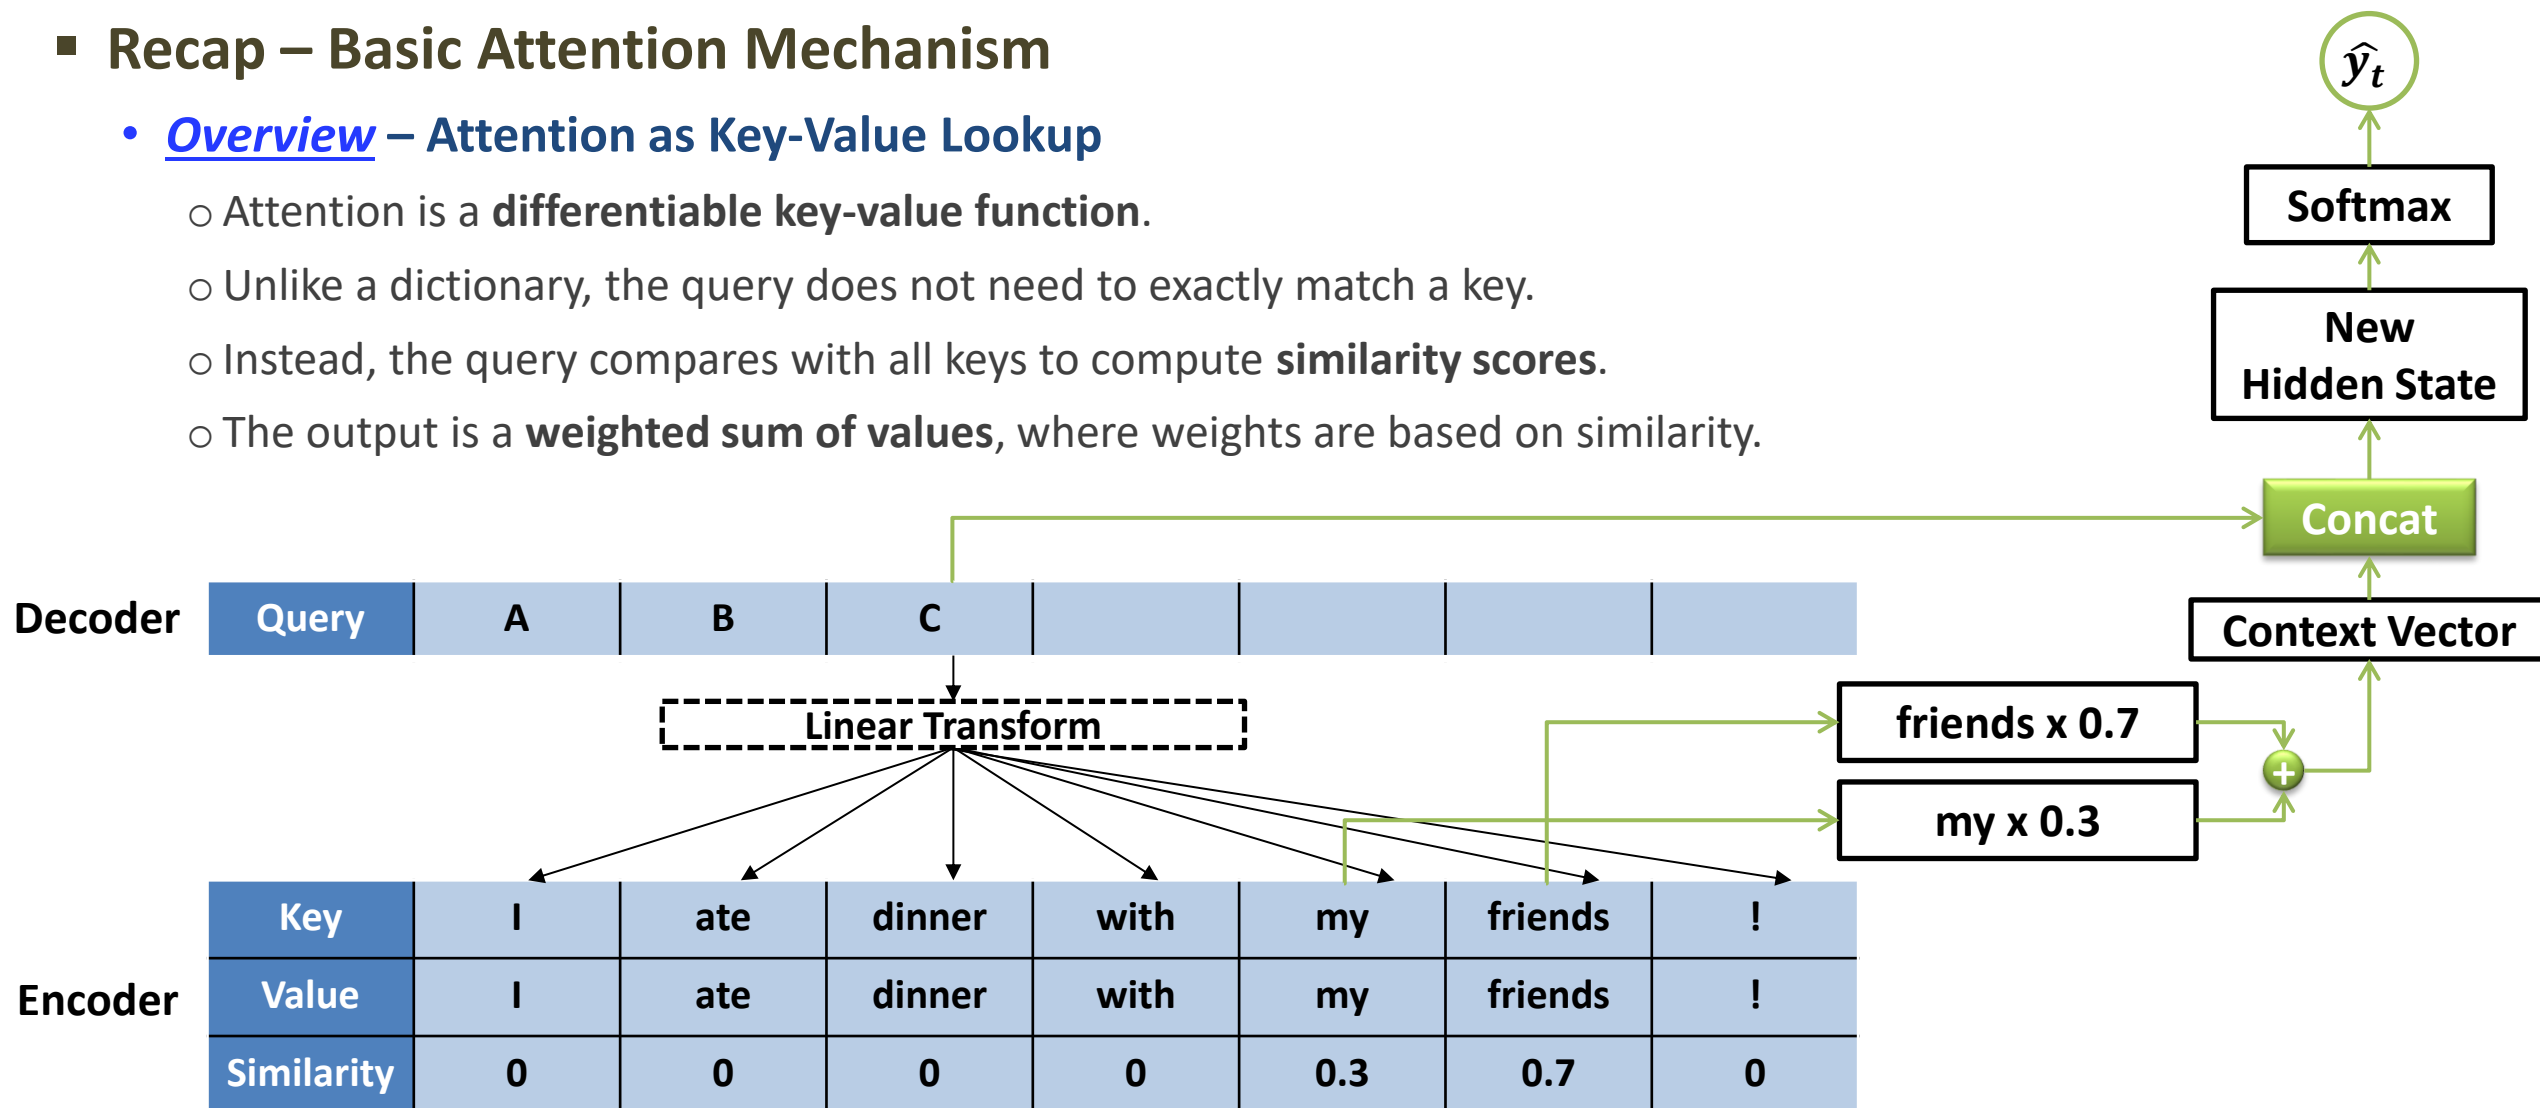 ▪ Recap – Basic Attention Mechanism
• Overview – Attention as Key-Value Lookup
o Attention is a differentiable key-value function.
o Unlike a dictionary, the query does not need to exactly match a key.
o Instead, the query compares with all keys to compute similarity scores.
o The output is a weighted sum of values, where weights are based on similarity.
ŷₜ
Softmax
New
Hidden State
Concat
Context Vector
Decoder
Query A B C
Linear Transform
friends x 0.7
+
my x 0.3
Encoder
Key I ate dinner with my friends !
Value I ate dinner with my friends !
Similarity 0 0 0 0 0.3 0.7 0